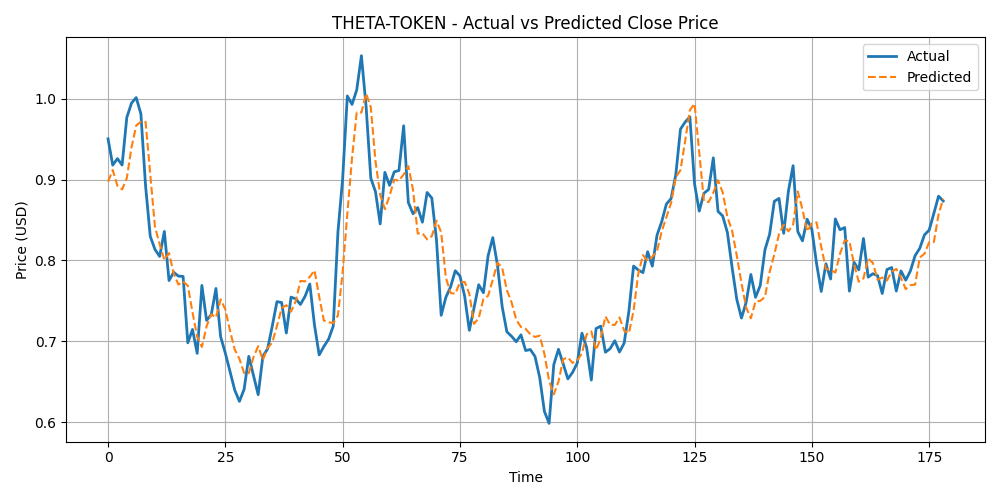 THETA-TOKEN - Actual vs Predicted Close Price
Actual
Predicted
Price (USD)
1.0
0.9
0.8
0.7
0.6
0 25 50 75 100 125 150 175
Time